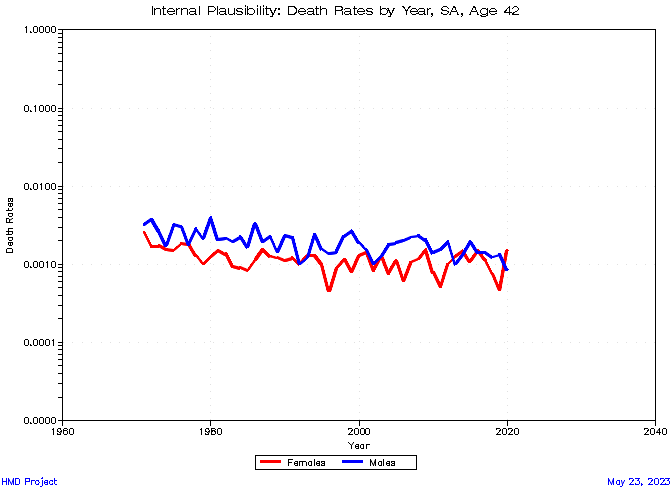 Internal Plausibility: Death Rates by Year, SA, Age 42
1.0000
0.1000
0.0100
0.0010
0.0001
0.0000
Death Rates
1960
1980
2000
2020
2040
Year
Females
Males
HMD Project
May 23, 2023